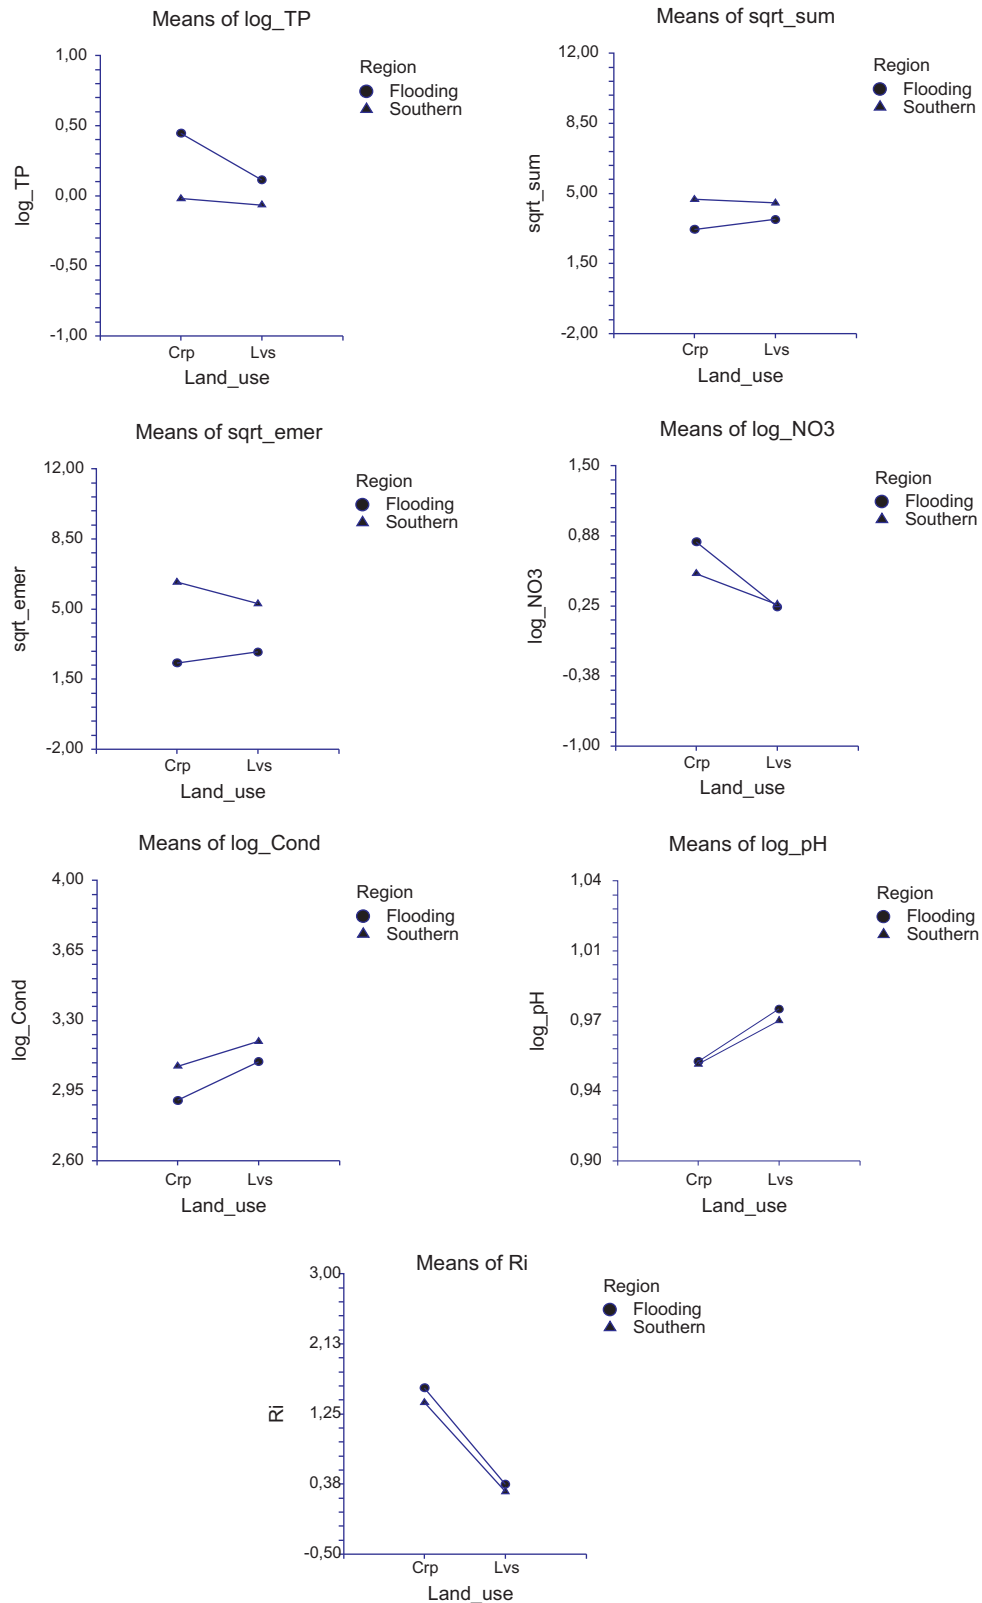 Means of log_TP
1,00
0,50
0,00
-0,50
-1,00
log_TP
Crp Lvs
Land_use
Region
Flooding
Southern
Means of sqrt_sum
12,00
8,50
5,00
1,50
-2,00
sqrt_sum
Crp Lvs
Land_use
Region
Flooding
Southern
Means of sqrt_emer
12,00
8,50
5,00
1,50
-2,00
sqrt_emer
Crp Lvs
Land_use
Region
Flooding
Southern
Means of log_NO3
1,50
0,88
0,25
-0,38
-1,00
log_NO3
Crp Lvs
Land_use
Region
Flooding
Southern
Means of log_Cond
4,00
3,65
3,30
2,95
2,60
log_Cond
Crp Lvs
Land_use
Region
Flooding
Southern
Means of log_pH
1,04
1,01
0,97
0,94
0,90
log_pH
Crp Lvs
Land_use
Region
Flooding
Southern
Means of Ri
3,00
2,13
1,25
0,38
-0,50
Ri
Crp Lvs
Land_use
Region
Flooding
Southern